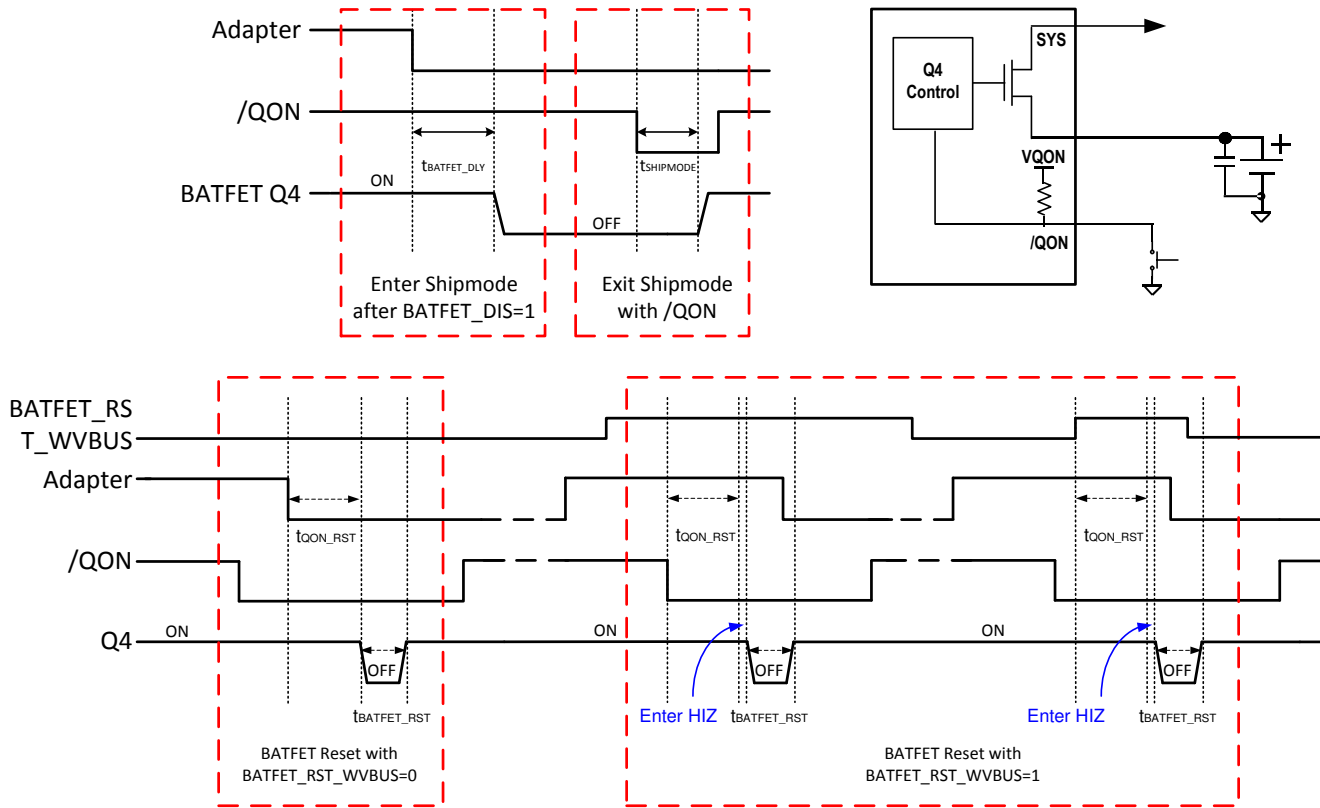 Adapter
/QON
tBATFET_DLY
tSHIPMODE
ON
BATFET Q4
OFF
Enter Shipmode
after BATFET_DIS=1
Exit Shipmode
with /QON
SYS
Q4
Control
VQON
+
/QON
BATFET_RS
T_WVBUS
Adapter
tQON_RST
tQON_RST
tQON_RST
/QON
ON
ON
ON
Q4
OFF
OFF
OFF
tBATFET_RST
Enter HIZ
tBATFET_RST
Enter HIZ
tBATFET_RST
BATFET Reset with
BATFET_RST_WVBUS=0
BATFET Reset with
BATFET_RST_WVBUS=1